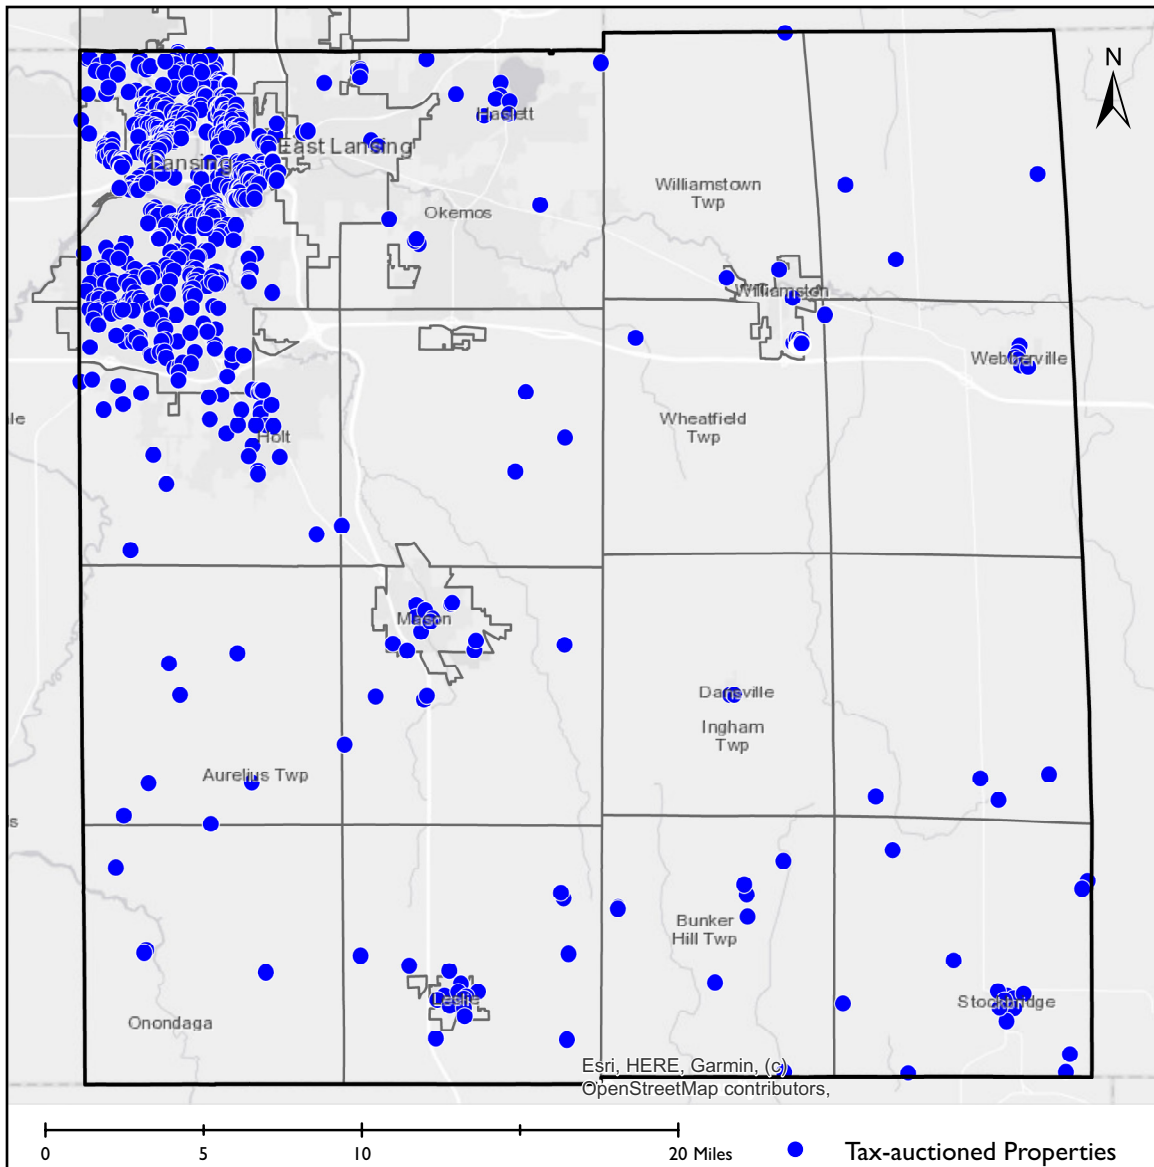 N
Haslett
East Lansing
Lansing
Williamstown
Twp
Okemos
Williamston
Webberville
le
Wheatfield
Twp
Holt
Mason
Dansville
Ingham
Twp
Aurelius Twp
s
Bunker
Hill Twp
Leslie
Stockbridge
Onondaga
Esri, HERE, Garmin, (c)
OpenStreetMap contributors,
0 5 10 20 Miles
Tax-auctioned Properties